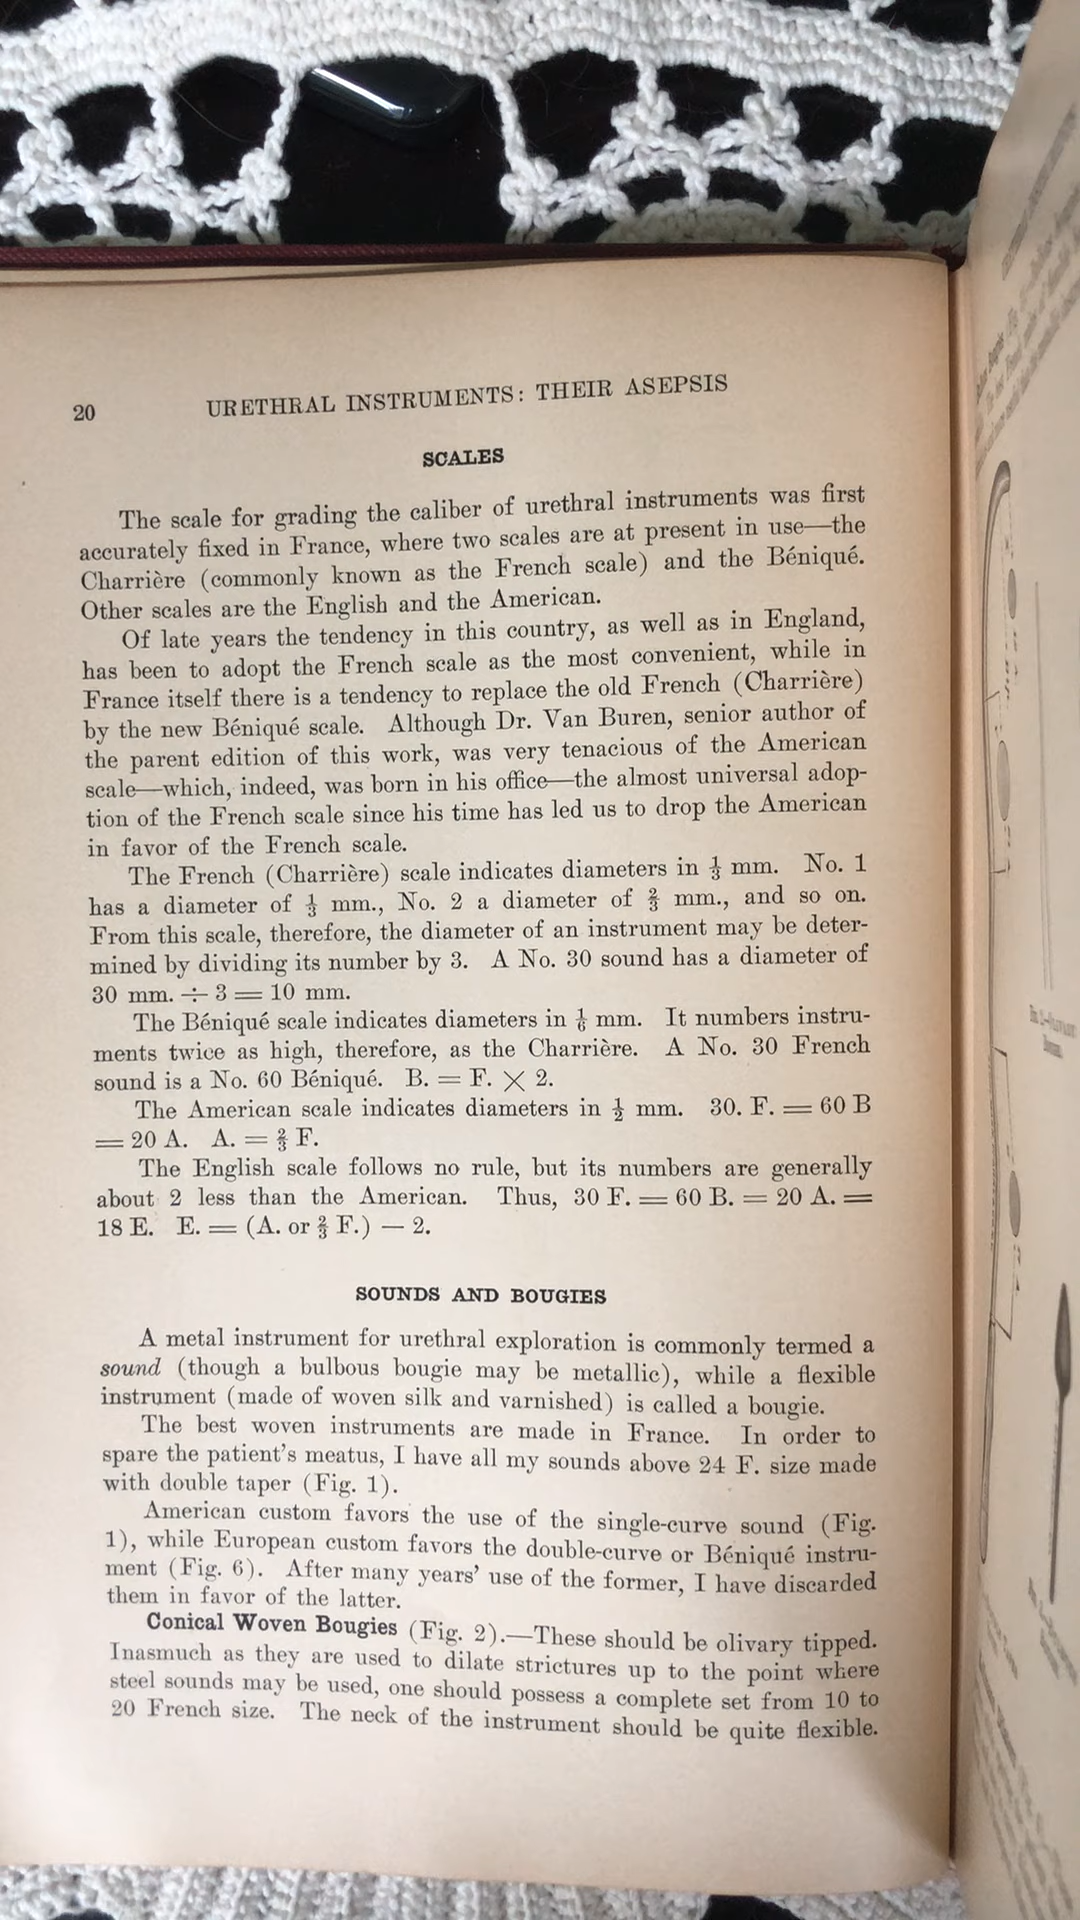 20
URETHRAL INSTRUMENTS: THEIR ASEPSIS
SCALES
The scale for grading the caliber of urethral instruments was first
accurately fixed in France, where two scales are at present in use—the
Charrière (commonly known as the French scale) and the Béniqué.
Other scales are the English and the American.
Of late years the tendency in this country, as well as in England,
has been to adopt the French scale as the most convenient, while in
France itself there is a tendency to replace the old French (Charrière)
by the new Béniqué scale. Although Dr. Van Buren, senior author of
the parent edition of this work, was very tenacious of the American
scale—which, indeed, was born in his office—the almost universal adop-
tion of the French scale since his time has led us to drop the American
in favor of the French scale.
The French (Charrière) scale indicates diameters in ⅓ mm. No. 1
has a diameter of ⅓ mm., No. 2 a diameter of ⅔ mm., and so on.
From this scale, therefore, the diameter of an instrument may be deter-
mined by dividing its number by 3. A No. 30 sound has a diameter of
30 mm. ÷ 3 = 10 mm.
The Béniqué scale indicates diameters in ⅙ mm. It numbers instru-
ments twice as high, therefore, as the Charrière. A No. 30 French
sound is a No. 60 Béniqué. B. = F. × 2.
The American scale indicates diameters in ½ mm. 30. F. = 60 B
= 20 A. A. = ⅔ F.
The English scale follows no rule, but its numbers are generally
about 2 less than the American. Thus, 30 F. = 60 B. = 20 A. =
18 E. E. = (A. or ⅔ F.) — 2.
SOUNDS AND BOUGIES
A metal instrument for urethral exploration is commonly termed a
sound (though a bulbous bougie may be metallic), while a flexible
instrument (made of woven silk and varnished) is called a bougie.
The best woven instruments are made in France. In order to
spare the patient's meatus, I have all my sounds above 24 F. size made
with double taper (Fig. 1).
American custom favors the use of the single-curve sound (Fig.
1), while European custom favors the double-curve or Béniqué instru-
ment (Fig. 6). After many years' use of the former, I have discarded
them in favor of the latter.
Conical Woven Bougies (Fig. 2).—These should be olivary tipped.
Inasmuch as they are used to dilate strictures up to the point where
steel sounds may be used, one should possess a complete set from 10 to
20 French size. The neck of the instrument should be quite flexible.